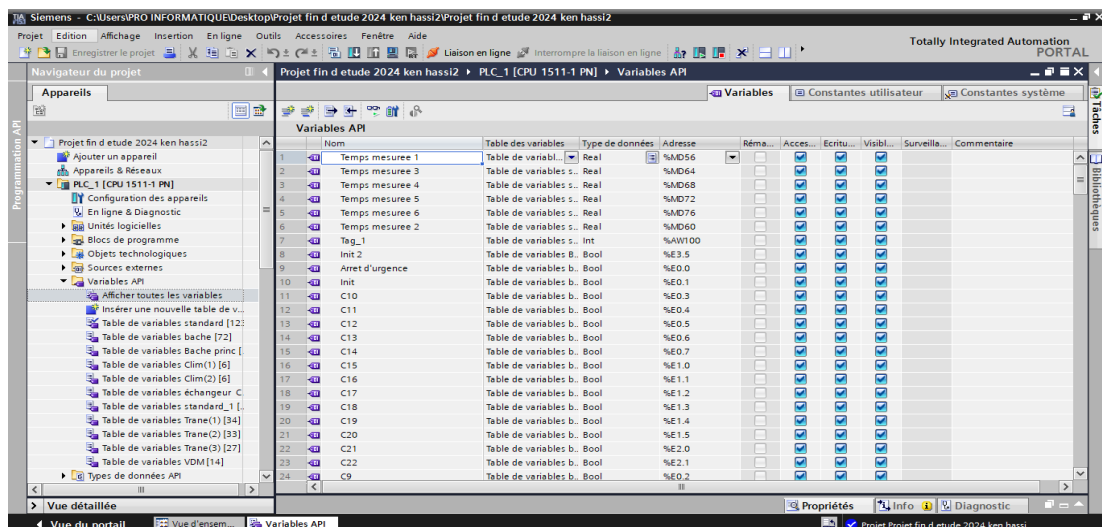 Siemens - C:\Users\PRO INFORMATIQUE\Desktop\Projet fin d etude 2024 ken hassi2\Projet fin d etude 2024 ken hassi2
Projet Edition Affichage Insertion En ligne Outils Accessoires Fenêtre Aide
Totally Integrated Automation
PORTAL
Enregistrer le projet Liaison en ligne Interrompre la liaison en ligne
Navigateur du projet
Projet fin d etude 2024 ken hassi2 PLC_1 [CPU 1511-1 PN] Variables API
Appareils
Variables Constantes utilisateur Constantes système
Programmation API
Projet fin d etude 2024 ken hassi2
Ajouter un appareil
Appareils & Réseaux
PLC_1 [CPU 1511-1 PN]
Configuration des appareils
En ligne & Diagnostic
Unités logicielles
Blocs de programme
Objets technologiques
Sources externes
Variables API
Afficher toutes les variables
Insérer une nouvelle table de v...
Table de variables standard [123
Table de variables bache [72]
Table de variables Bache princ [
Table de variables Clim(1) [6]
Table de variables Clim(2) [6]
Table de variables échangeur C
Table de variables standard_1 [..
Table de variables Trane(1) [34]
Table de variables Trane(2) [33]
Table de variables Trane(3) [27]
Table de variables VDM [14]
Types de données API
Vue détaillée
Variables API
Nom Table des variables Type de données Adresse Réma... Acces... Ecritu... Visibl... Surveilla... Commentaire
1 Temps mesuree 1 Table de variabl... Real %MD56
2 Temps mesuree 3 Table de variables s.. Real %MD64
3 Temps mesuree 4 Table de variables s.. Real %MD68
4 Temps mesuree 5 Table de variables s.. Real %MD72
5 Temps mesuree 6 Table de variables s.. Real %MD76
6 Temps mesuree 2 Table de variables s.. Real %MD60
7 Tag_1 Table de variables s.. Int %AW100
8 Init 2 Table de variables B.. Bool %E3.5
9 Arret d'urgence Table de variables b.. Bool %E0.0
10 Init Table de variables b.. Bool %E0.1
11 C10 Table de variables b.. Bool %E0.3
12 C11 Table de variables b.. Bool %E0.4
13 C12 Table de variables b.. Bool %E0.5
14 C13 Table de variables b.. Bool %E0.6
15 C14 Table de variables b.. Bool %E0.7
16 C15 Table de variables b.. Bool %E1.0
17 C16 Table de variables b.. Bool %E1.1
18 C17 Table de variables b.. Bool %E1.2
19 C18 Table de variables b.. Bool %E1.3
20 C19 Table de variables b.. Bool %E1.4
21 C20 Table de variables b.. Bool %E1.5
22 C21 Table de variables b.. Bool %E2.0
23 C22 Table de variables b.. Bool %E2.1
24 C9 Table de variables b.. Bool %E0.2
Tâches
Bibliothèques
Propriétés Info Diagnostic
Vue du portail Vue d'ensem... Variables API
Projet Projet fin d etude 2024 ken hassi